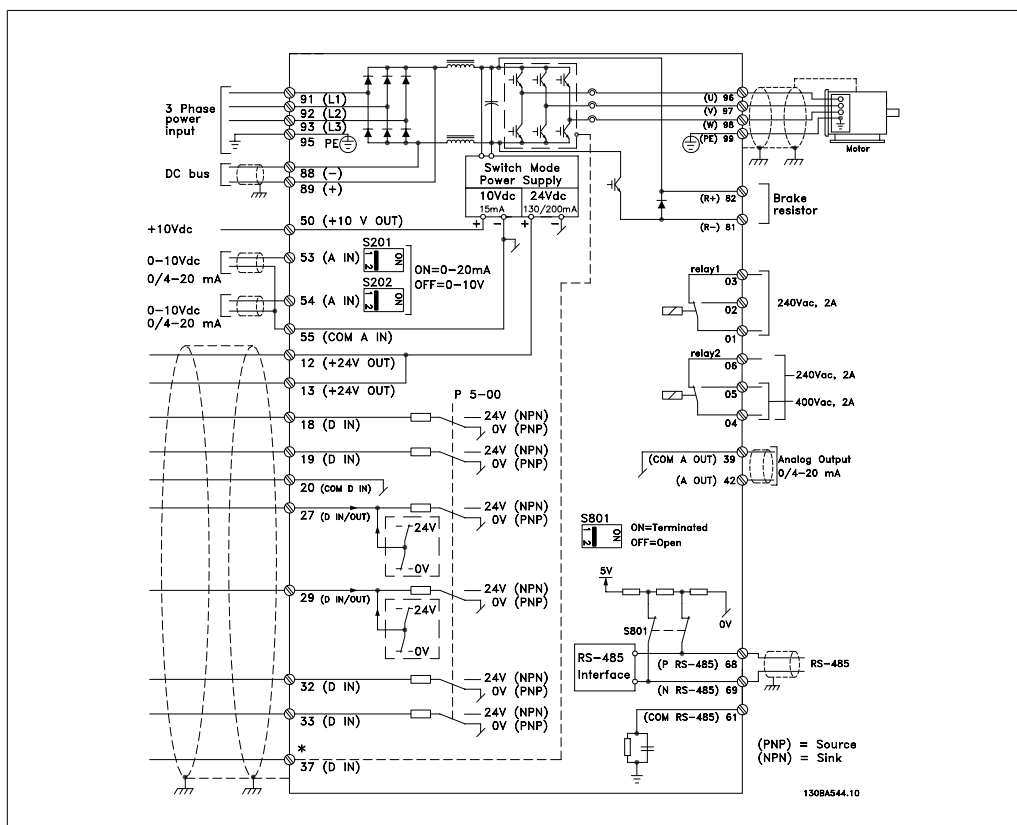 3 Phase
power
input
91 (L1)
92 (L2)
93 (L3)
95 PE
DC bus
88 (-)
89 (+)
Switch Mode
Power Supply
10Vdc
15mA
24Vdc
130/200mA
+ - + -
(U) 96
(V) 97
(W) 98
(PE) 99
Motor
(R+) 82
(R-) 81
Brake
resistor
+10Vdc
50 (+10 V OUT)
0-10Vdc
0/4-20 mA
53 (A IN)
S201
ON
1 2
ON=0-20mA
OFF=0-10V
0-10Vdc
0/4-20 mA
54 (A IN)
S202
ON
1 2
55 (COM A IN)
12 (+24V OUT)
13 (+24V OUT)
relay1
03
02
01
240Vac, 2A
relay2
06
05
04
240Vac, 2A
400Vac, 2A
P 5-00
18 (D IN)
24V (NPN)
0V (PNP)
19 (D IN)
24V (NPN)
0V (PNP)
20 (COM D IN)
27 (D IN/OUT)
24V (NPN)
0V (PNP)
24V
0V
29 (D IN/OUT)
24V (NPN)
0V (PNP)
24V
0V
32 (D IN)
24V (NPN)
0V (PNP)
33 (D IN)
24V (NPN)
0V (PNP)
*
37 (D IN)
(COM A OUT) 39
(A OUT) 42
Analog Output
0/4-20 mA
S801
ON
1 2
ON=Terminated
OFF=Open
5V
0V
S801
RS-485
Interface
(P RS-485) 68
(N RS-485) 69
RS-485
(COM RS-485) 61
(PNP) = Source
(NPN) = Sink
130BA544.10